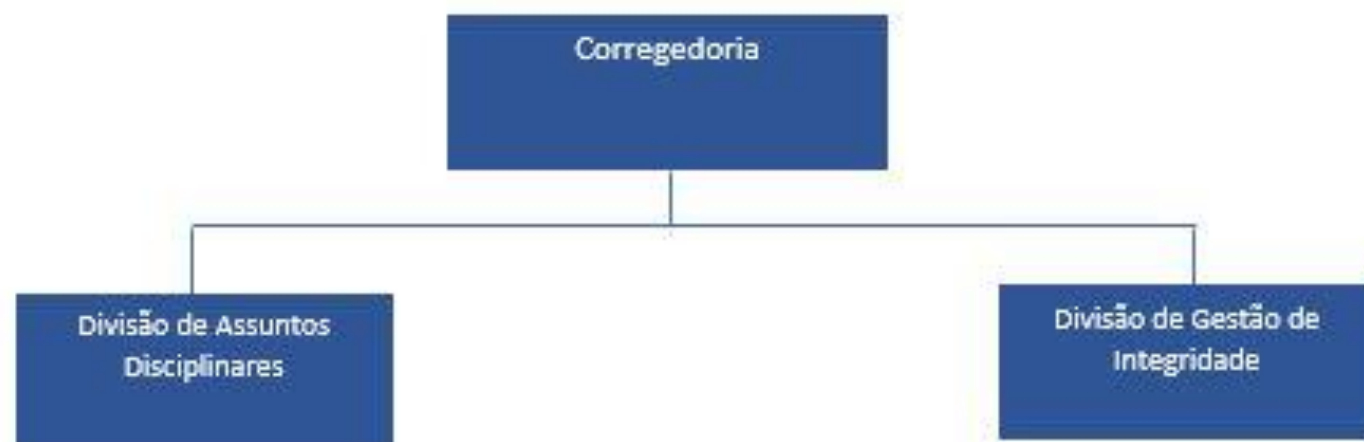 Corregedoria
Divisão de Assuntos
Disciplinares
Divisão de Gestão de
Integridade